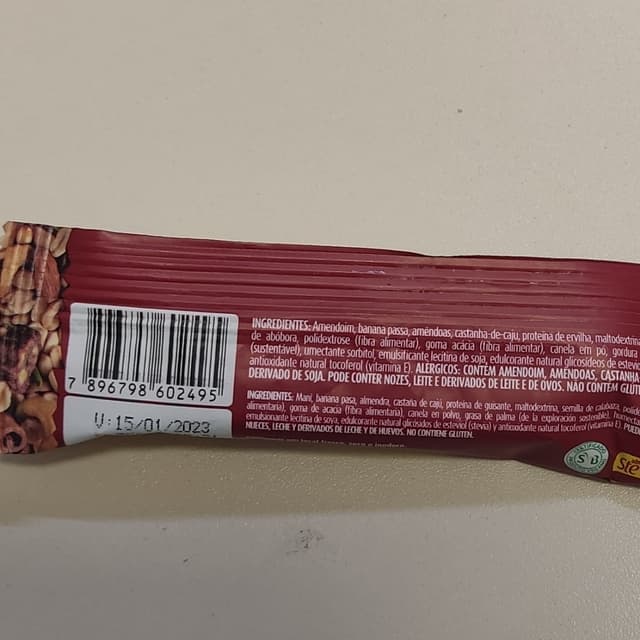 INGREDIENTES: Amendoim, banana passa, amêndoas, castanha-de-caju, proteína de ervilha, maltodextrina
de abóbora, polidextrose (fibra alimentar), goma acácia (fibra alimentar), canela em pó, gordura
(sustentável), umectante sorbitol, emulsificante lecitina de soja, edulcorante natural glicosídeos de esteviol
antioxidante natural tocoferol (vitamina E). ALÉRGICOS: CONTÉM AMENDOIM, AMÊNDOAS, CASTAN
DERIVADO DE SOJA. PODE CONTER NOZES, LEITE E DERIVADOS DE LEITE E DE OVOS. NÃO CONTÉM GLUT
INGREDIENTES: Maní, banana pasa, almendra, castaña de cajú, proteína de guisante, maltodextrina, semilla de calabaza,
alimentaria), goma de acacia (fibra alimentaria), canela en polvo, grasa de palma (de la exploración sostenible),
emulsionante lecitina de soya, edulcorante natural glicósidos de esteviol (stevia) y antioxidante natural tocoferol (vitamina E). PUEDE
NUECES, LECHE Y DERIVADOS DE LECHE Y DE HUEVOS. NO CONTIENE GLUTEN.
7 896798 602495
V:15/01/2023